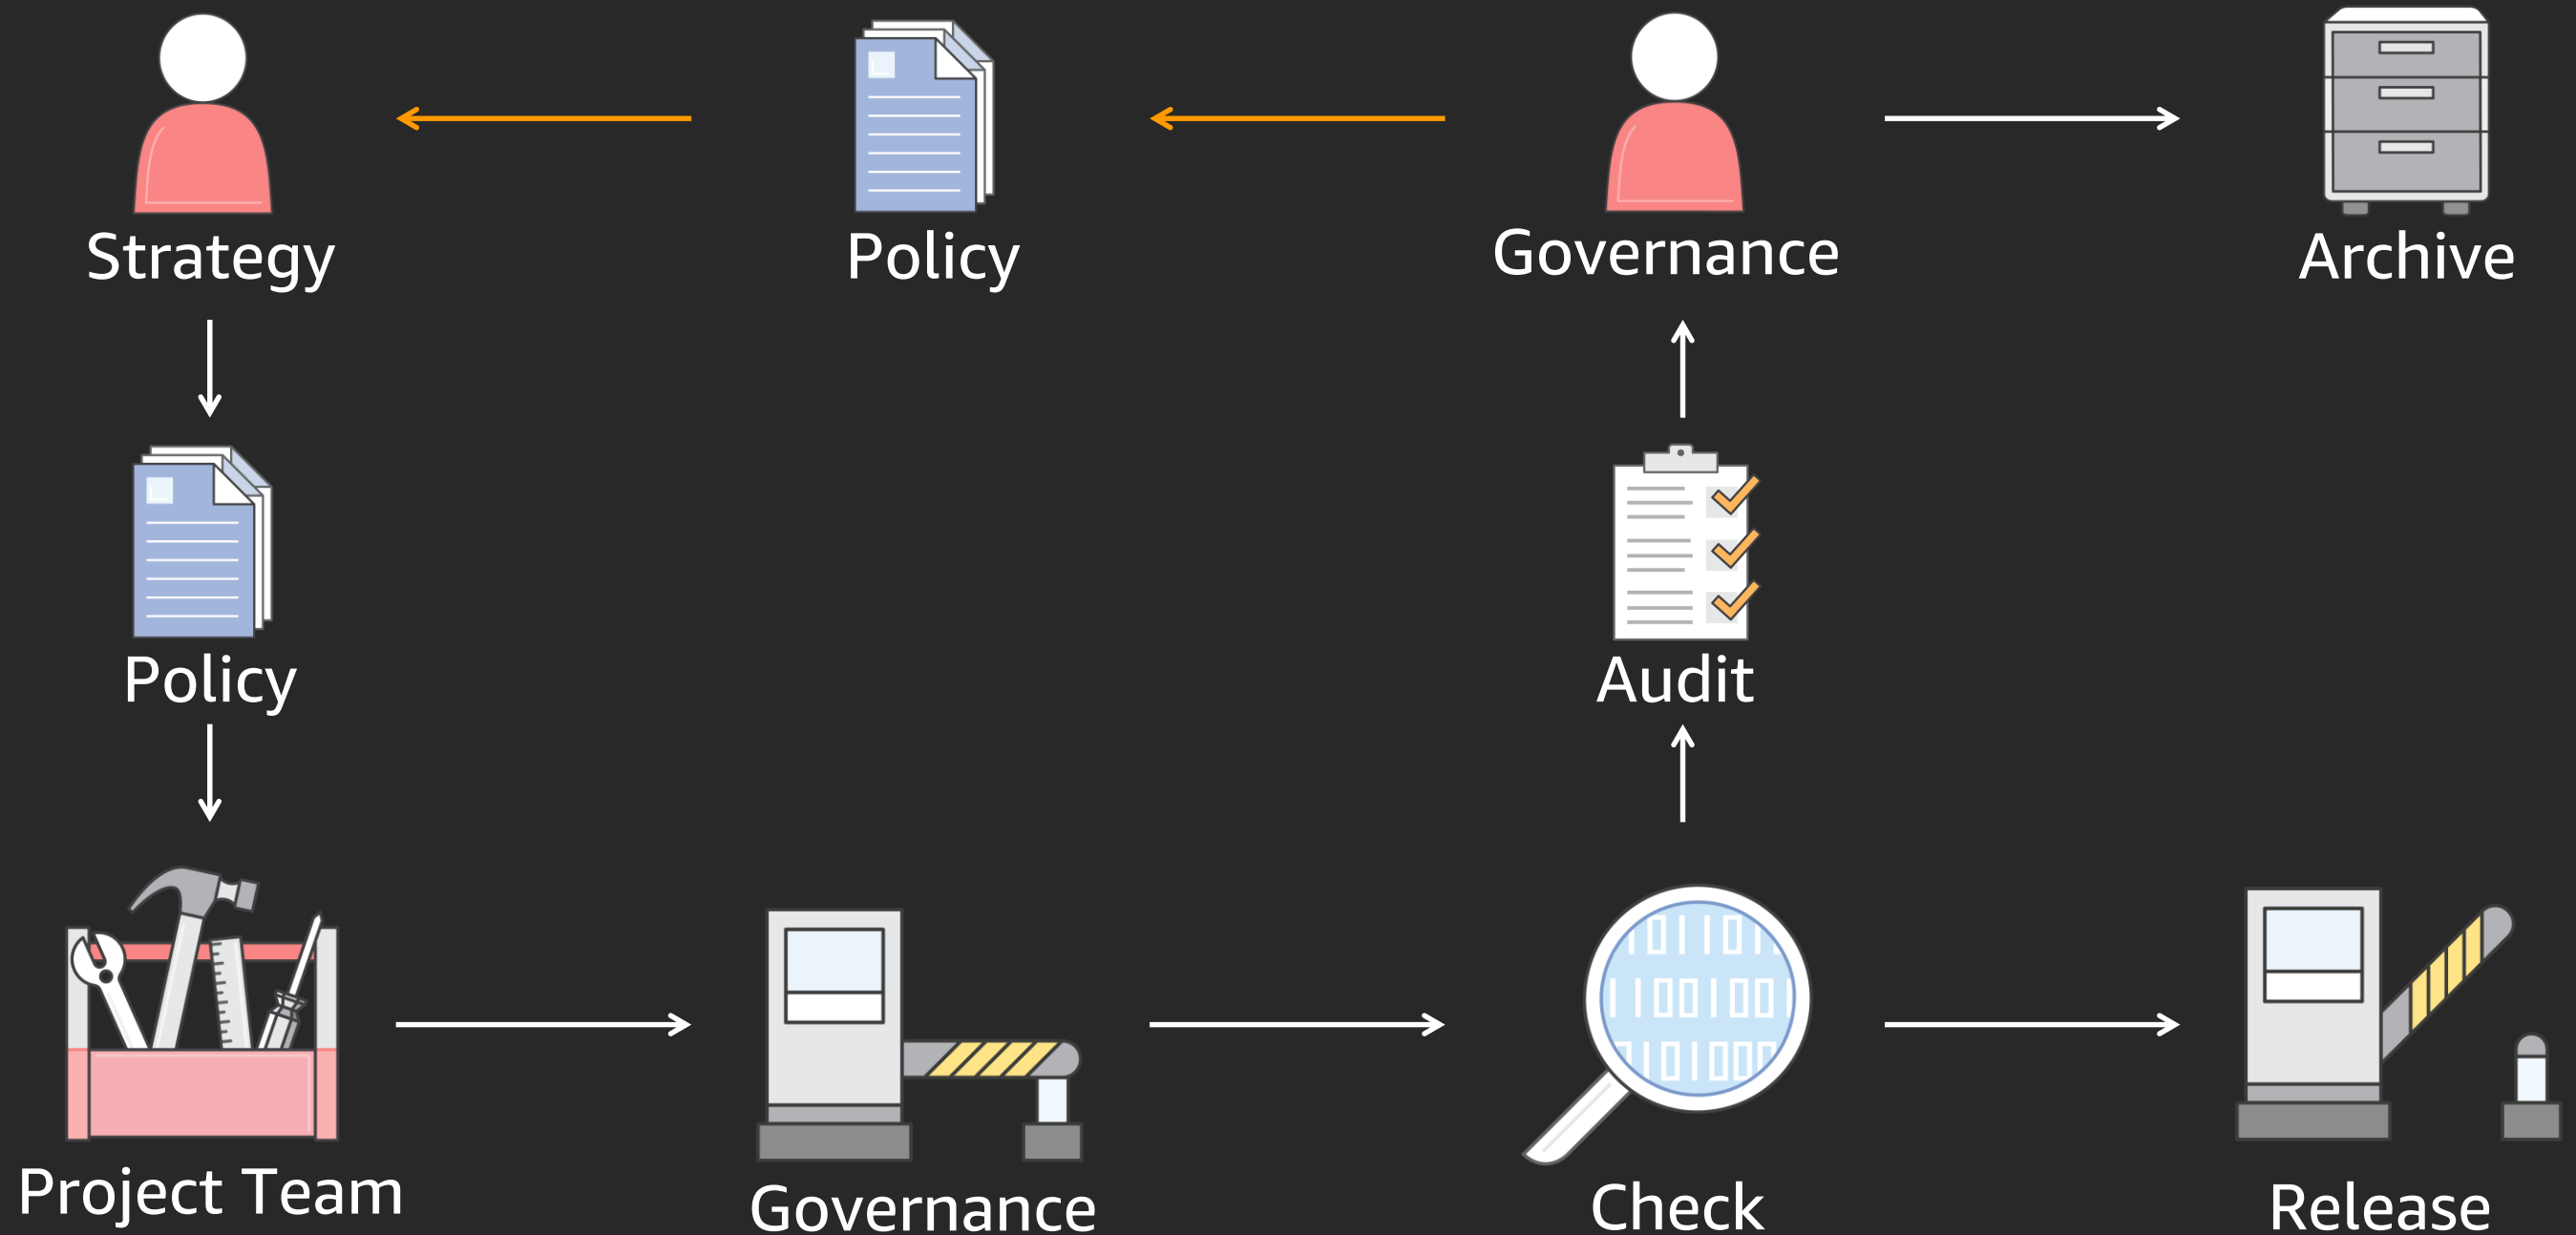 Strategy
Policy
Governance
Archive
Policy
Audit
Project Team
Governance
Check
Release